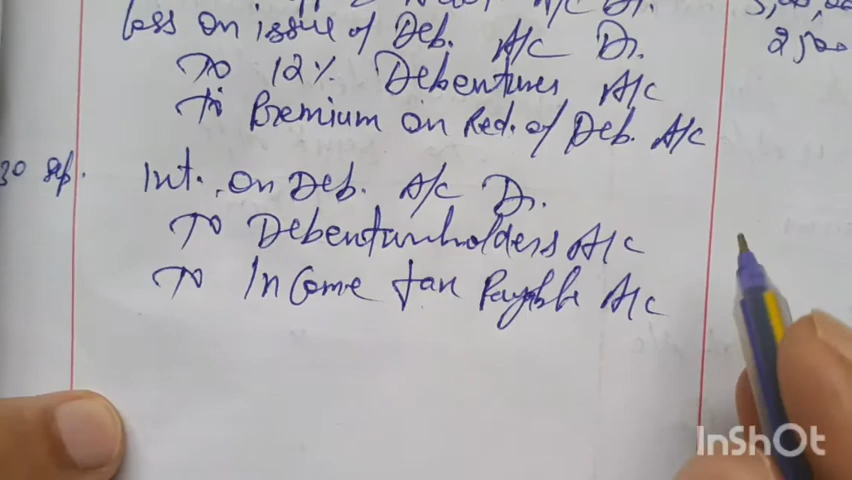 A/c Dr.
Loss on issue of Deb. A/c Dr.
To 12% Debentures A/c
To Premium on Red. of Deb. A/c
30 Sep. Int. on Deb. A/c Dr.
To Debentureholders A/c
To Income tax Payable A/c
InShOt